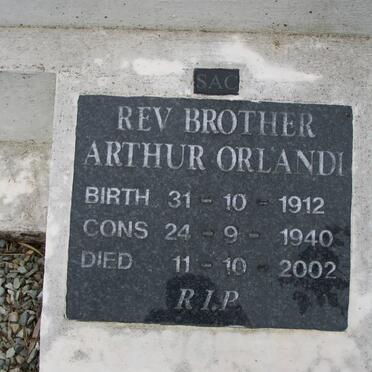 SAC
REV BROTHER
ARTHUR ORLANDI
BIRTH 31 - 10 - 1912
CONS 24 - 9 - 1940
DIED 11 - 10 - 2002
R.I.P